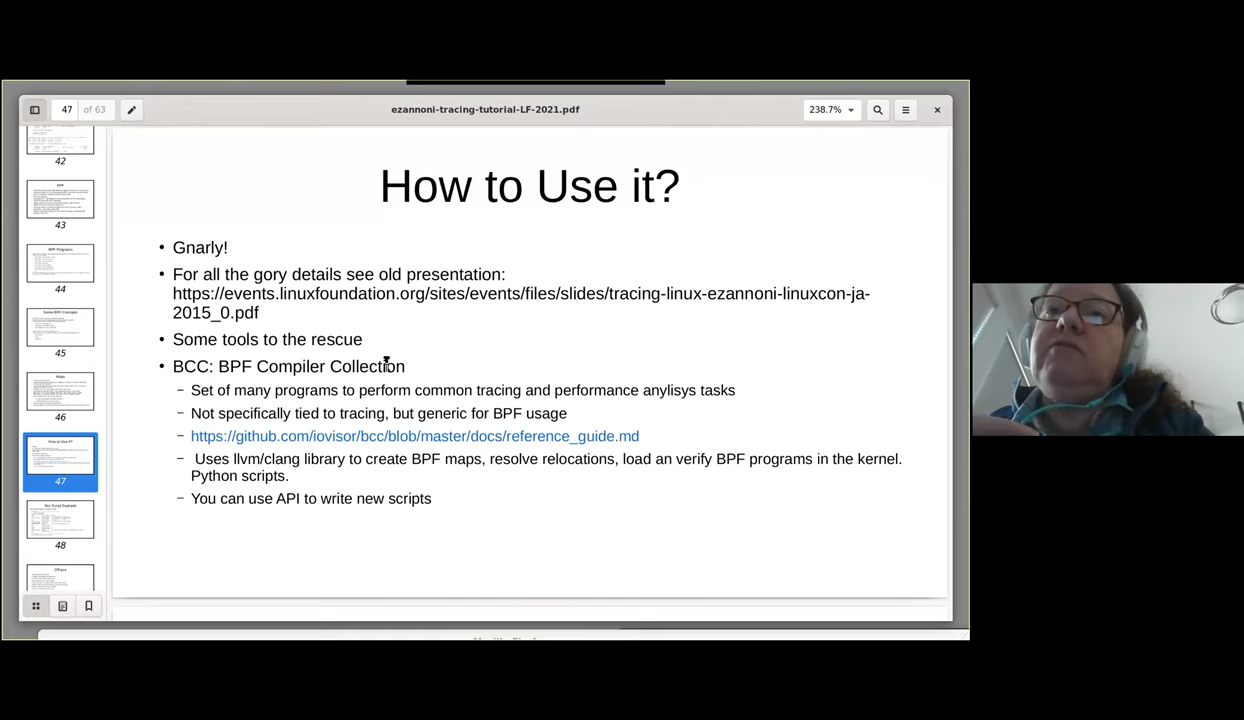 47 of 63
ezannoni-tracing-tutorial-LF-2021.pdf
238.7%
42
BPF
43
BPF Programs
44
Some BPF Concepts
45
Maps
46
How to Use it?
47
Bcc Script Example
48
DTrace
How to Use it?
• Gnarly!
• For all the gory details see old presentation:
https://events.linuxfoundation.org/sites/events/files/slides/tracing-linux-ezannoni-linuxcon-ja-
2015_0.pdf
• Some tools to the rescue
• BCC: BPF Compiler Collection
– Set of many programs to perform common tracing and performance anylisys tasks
– Not specifically tied to tracing, but generic for BPF usage
– https://github.com/iovisor/bcc/blob/master/docs/reference_guide.md
– Uses llvm/clang library to create BPF maps, resolve relocations, load an verify BPF programs in the kernel.
Python scripts.
– You can use API to write new scripts